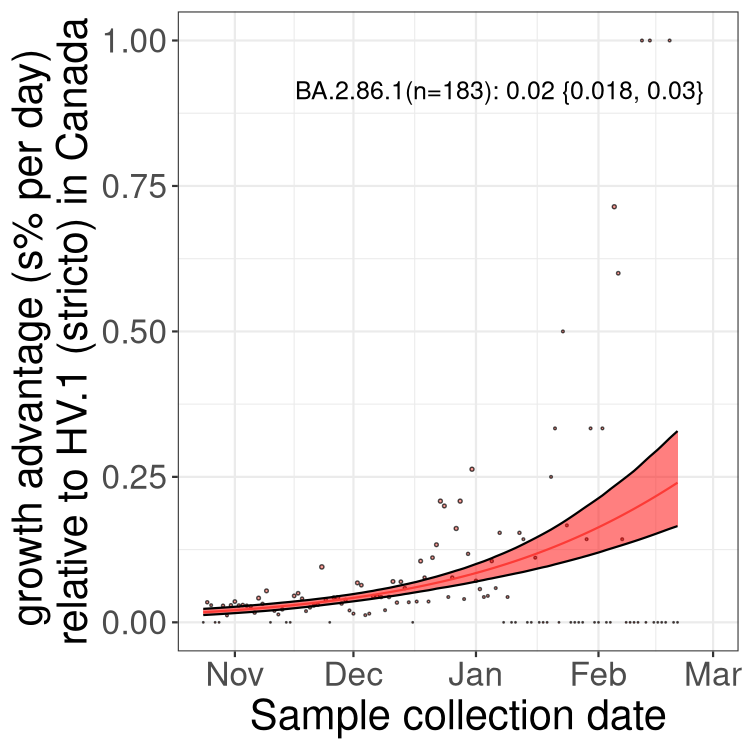 growth advantage (s% per day)
relative to HV.1 (stricto) in Canada
1.00
0.75
0.50
0.25
0.00
BA.2.86.1(n=183): 0.02 {0.018, 0.03}
Nov Dec Jan Feb Mar
Sample collection date